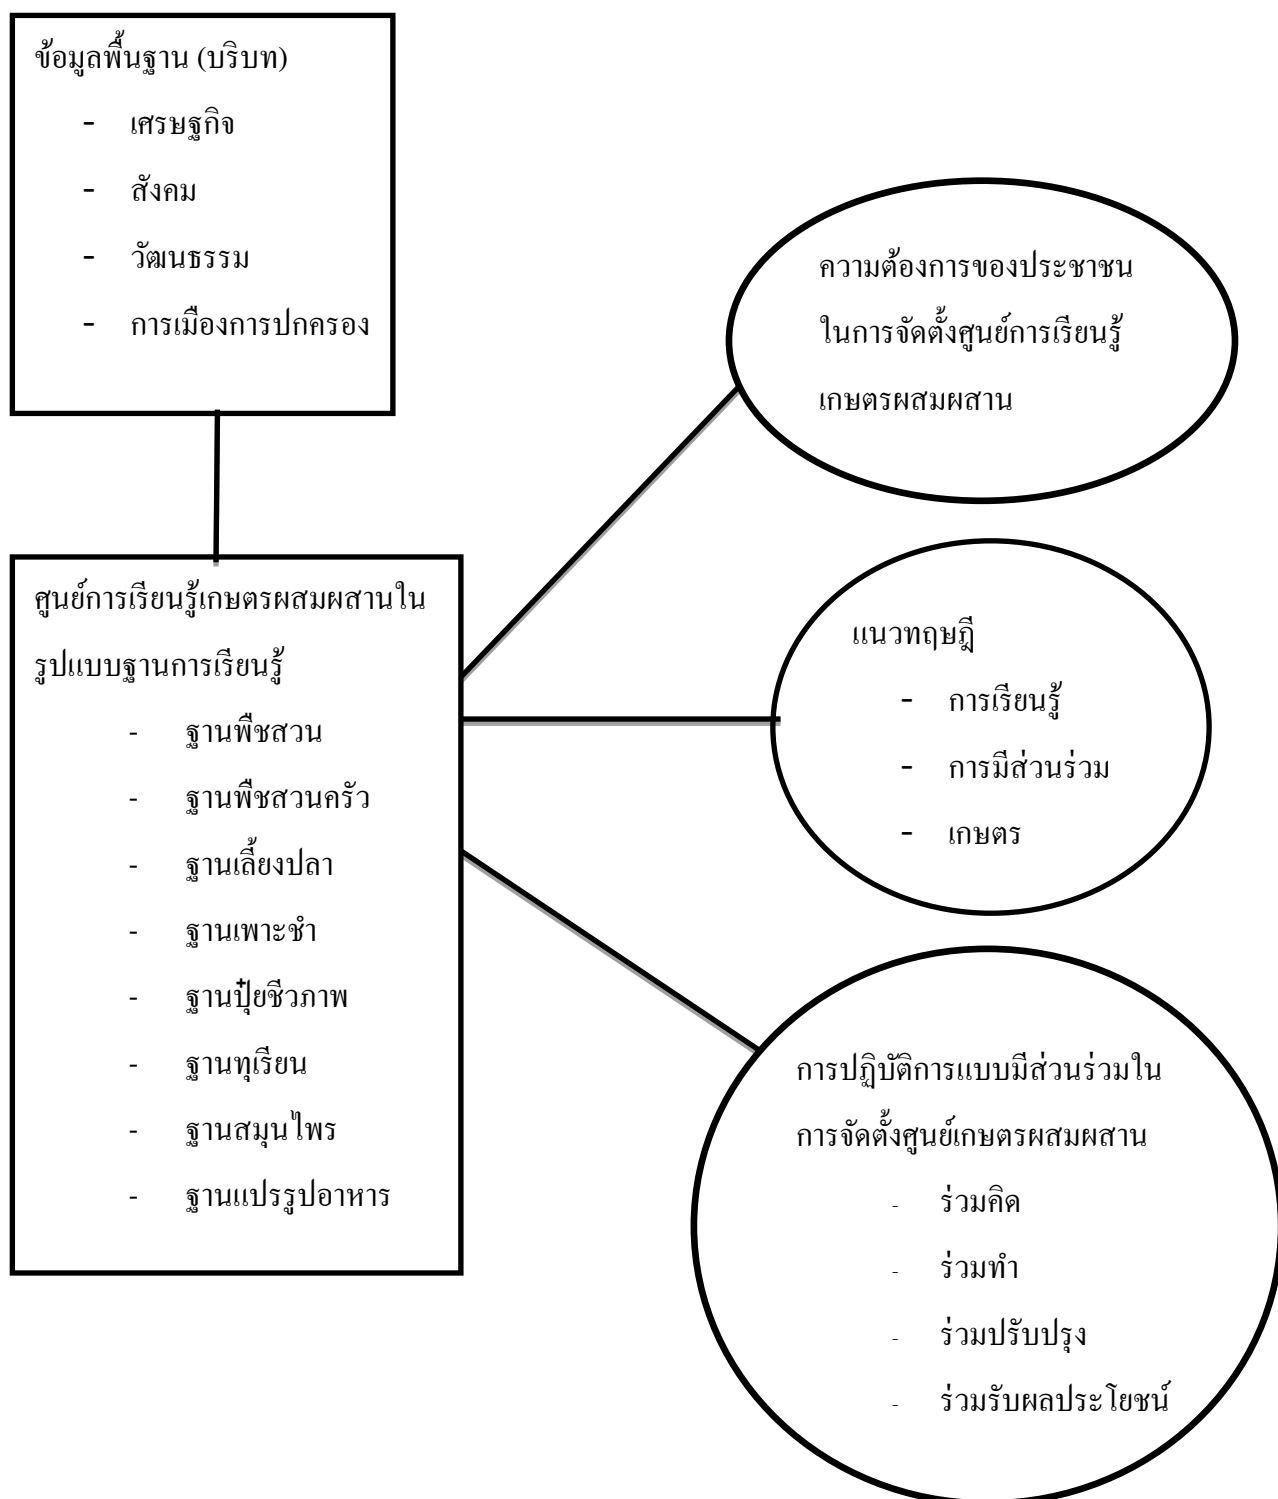 ข้อมูลพื้นฐาน (บริบท)
- เศรษฐกิจ
- สังคม
- วัฒนธรรม
- การเมืองการปกครอง
ความต้องการของประชาชน
ในการจัดตั้งศูนย์การเรียนรู้
เกษตรผสมผสาน
ศูนย์การเรียนรู้เกษตรผสมผสานใน
รูปแบบฐานการเรียนรู้
- ฐานพืชสวน
- ฐานพืชสวนครัว
- ฐานเลี้ยงปลา
- ฐานเพาะชำ
- ฐานปุ๋ยชีวภาพ
- ฐานทุเรียน
- ฐานสมุนไพร
- ฐานแปรรูปอาหาร
แนวทฤษฎี
- การเรียนรู้
- การมีส่วนร่วม
- เกษตร
การปฏิบัติการแบบมีส่วนร่วมใน
การจัดตั้งศูนย์เกษตรผสมผสาน
- ร่วมคิด
- ร่วมทำ
- ร่วมปรับปรุง
- ร่วมรับผลประโยชน์